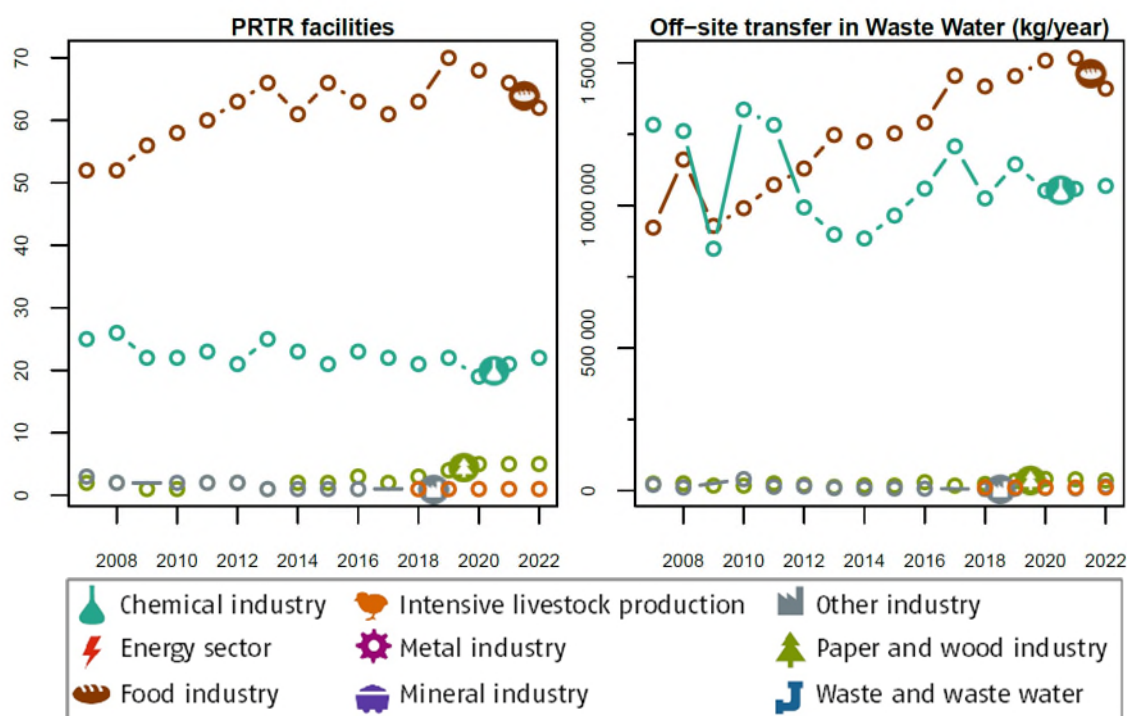 PRTR facilities
Off-site transfer in Waste Water (kg/year)
70
60
50
40
30
20
10
0
1 500 000
1 000 000
500 000
0
2008 2010 2012 2014 2016 2018 2020 2022
2008 2010 2012 2014 2016 2018 2020 2022
Chemical industry
Intensive livestock production
Other industry
Energy sector
Metal industry
Paper and wood industry
Food industry
Mineral industry
Waste and waste water